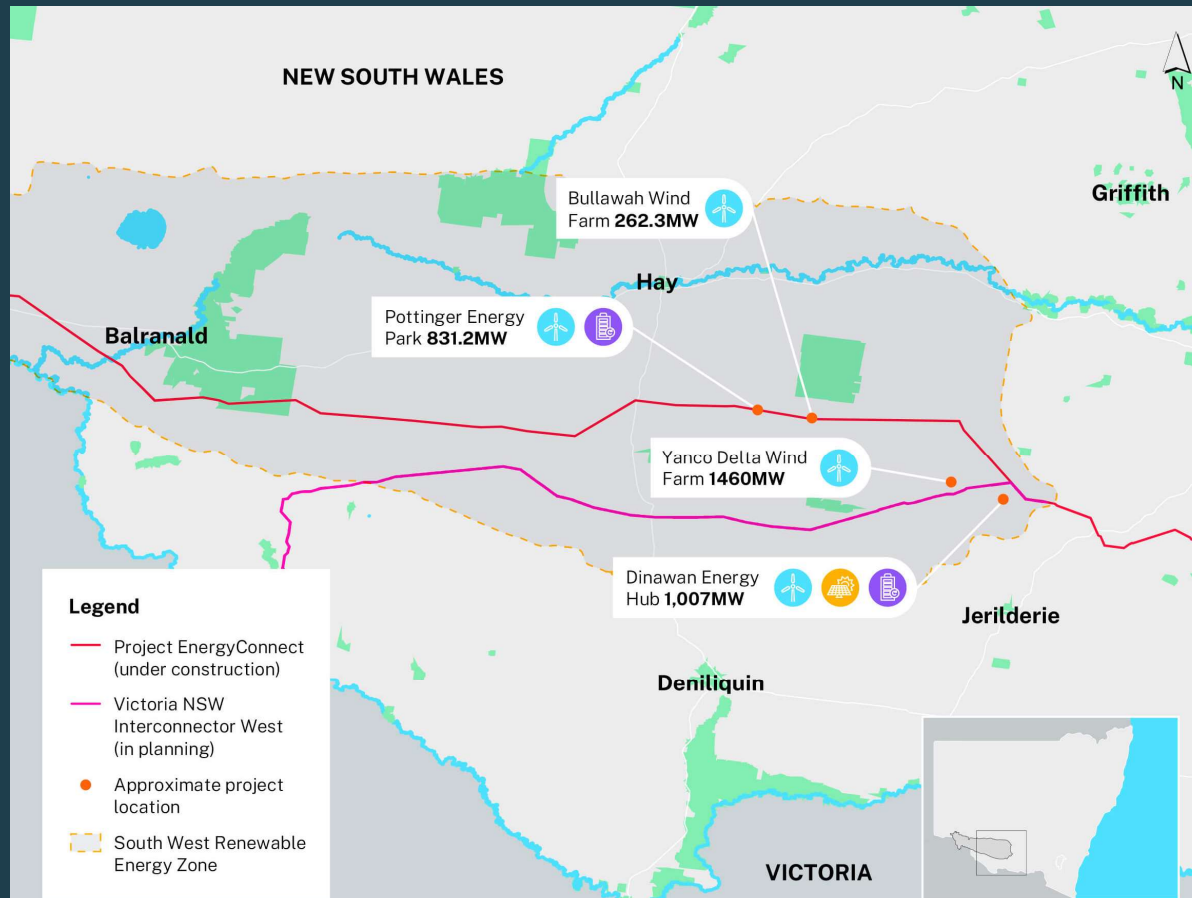 NEW SOUTH WALES
N
Griffith
Bullawah Wind
Farm 262.3MW
Hay
Pottinger Energy
Park 831.2MW
Balranald
Yanco Delta Wind
Farm 1460MW
Dinawan Energy
Hub 1,007MW
Jerilderie
Deniliquin
VICTORIA
Legend
Project EnergyConnect
(under construction)
Victoria NSW
Interconnector West
(in planning)
Approximate project
location
South West Renewable
Energy Zone